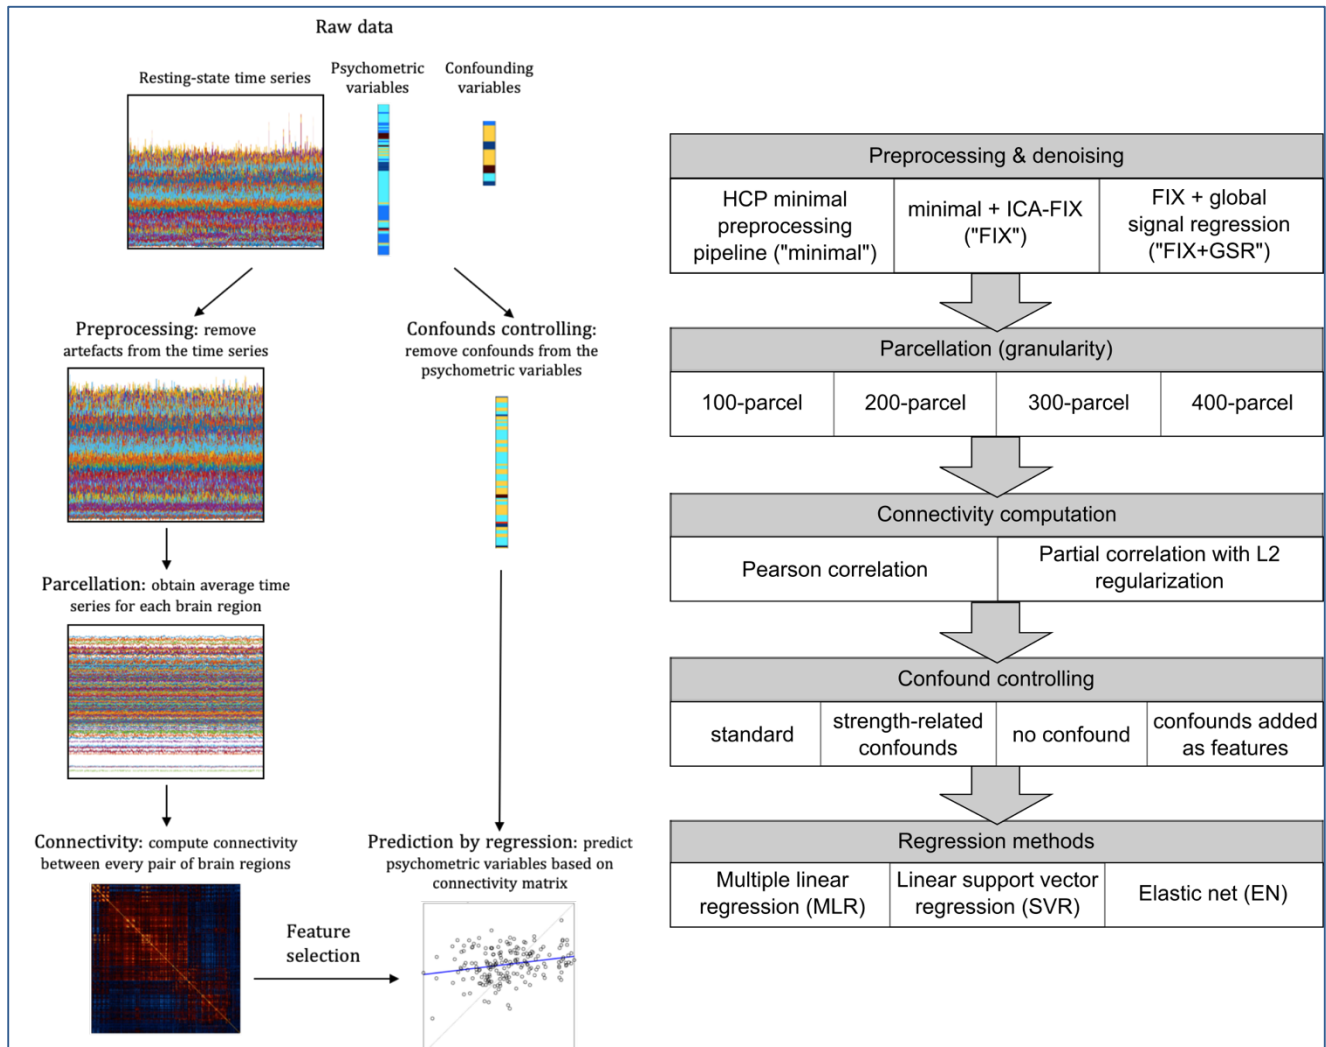 Raw data
Resting-state time series
Psychometric
variables
Confounding
variables
Preprocessing: remove
artefacts from the time series
Confounds controlling:
remove confounds from the
psychometric variables
Parcellation: obtain average time
series for each brain region
Connectivity: compute connectivity
between every pair of brain regions
Feature
selection
Prediction by regression: predict
psychometric variables based on
connectivity matrix
Preprocessing & denoising
HCP minimal
preprocessing
pipeline ("minimal")
minimal + ICA-FIX
("FIX")
FIX + global
signal regression
("FIX+GSR")
Parcellation (granularity)
100-parcel
200-parcel
300-parcel
400-parcel
Connectivity computation
Pearson correlation
Partial correlation with L2
regularization
Confound controlling
standard
strength-related
confounds
no confound
confounds added
as features
Regression methods
Multiple linear
regression (MLR)
Linear support vector
regression (SVR)
Elastic net (EN)